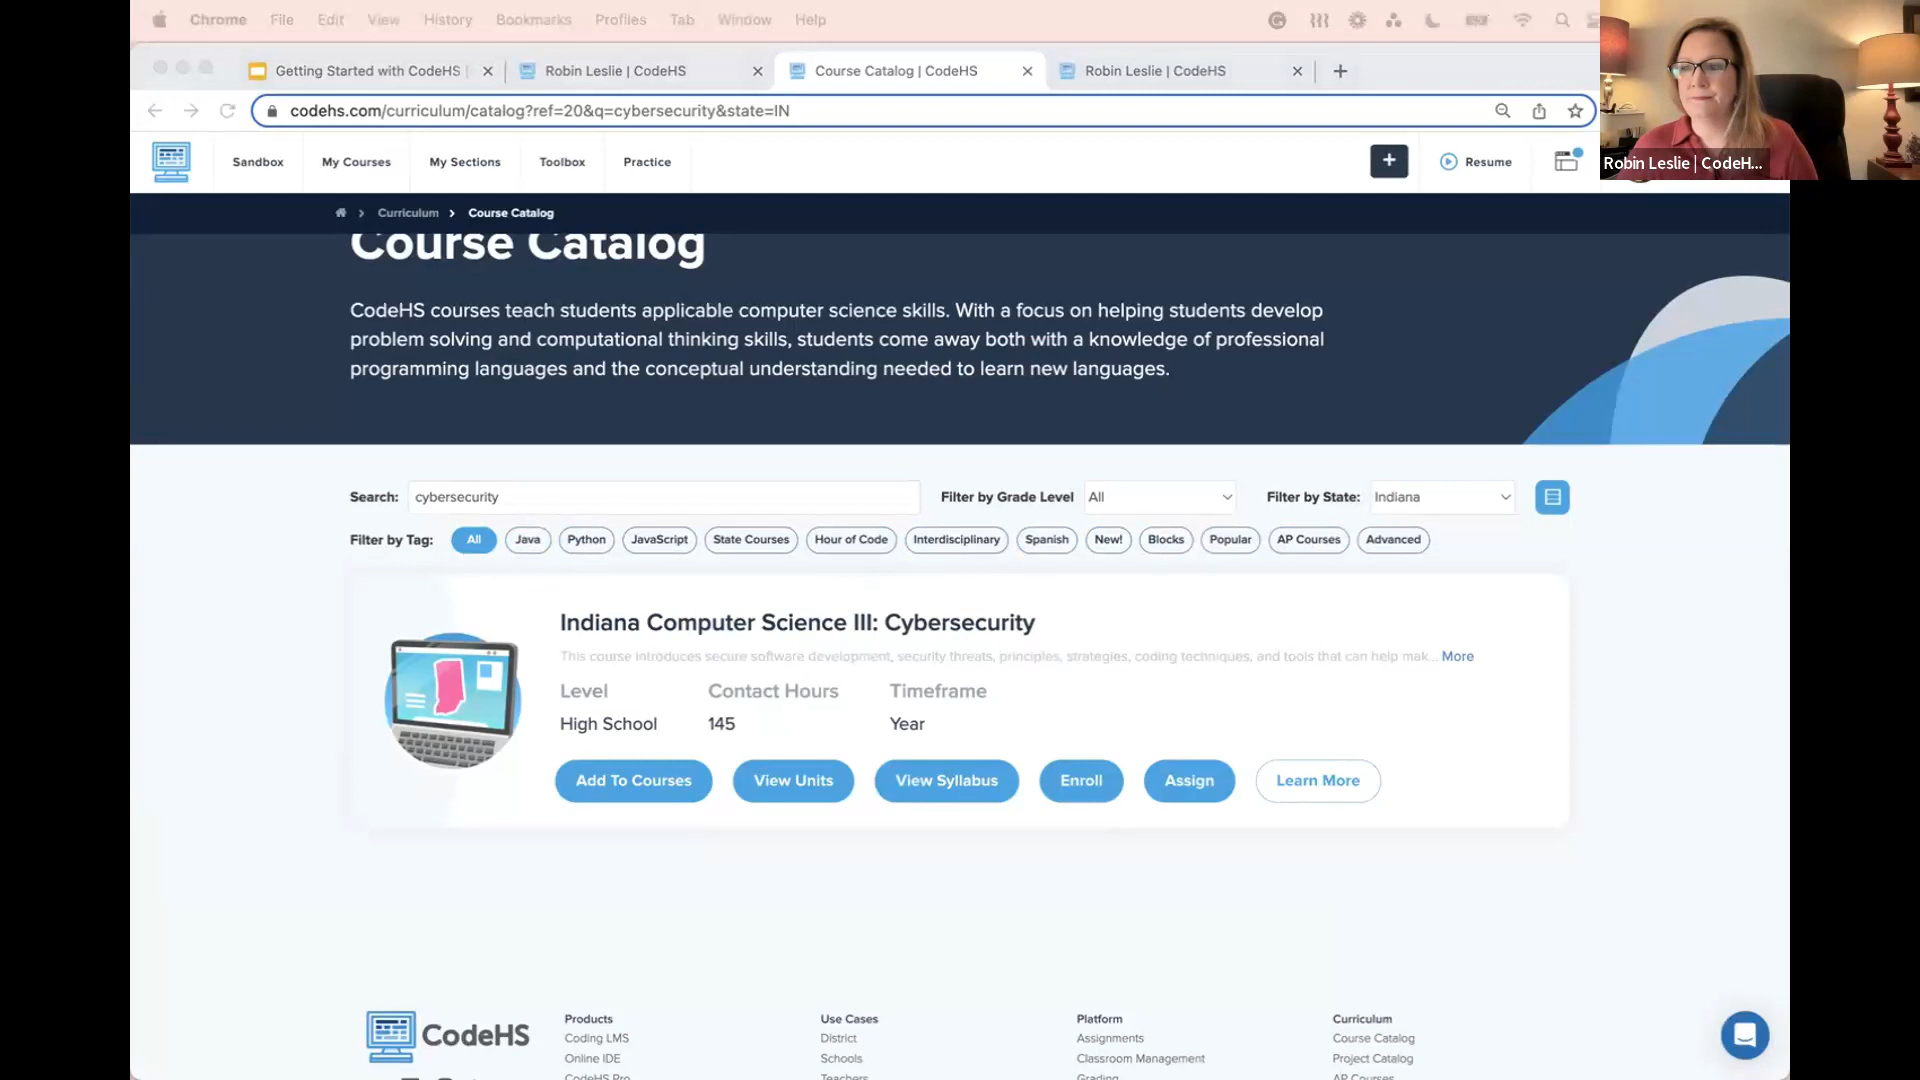 Chrome File Edit View History Bookmarks Profiles Tab Window Help
Getting Started with CodeHS | Robin Leslie | CodeHS Course Catalog | CodeHS Robin Leslie | CodeHS
codehs.com/curriculum/catalog?ref=20&q=cybersecurity&state=IN
Robin Leslie | CodeH...
Sandbox My Courses My Sections Toolbox Practice + Resume
Curriculum > Course Catalog
Course Catalog
CodeHS courses teach students applicable computer science skills. With a focus on helping students develop
problem solving and computational thinking skills, students come away both with a knowledge of professional
programming languages and the conceptual understanding needed to learn new languages.
Search: cybersecurity Filter by Grade Level All Filter by State: Indiana
Filter by Tag: All Java Python JavaScript State Courses Hour of Code Interdisciplinary Spanish New! Blocks Popular AP Courses Advanced
Indiana Computer Science III: Cybersecurity
This course introduces secure software development, security threats, principles, strategies, coding techniques, and tools that can help mak... More
Level Contact Hours Timeframe
High School 145 Year
Add To Courses View Units View Syllabus Enroll Assign Learn More
CodeHS
Products Use Cases Platform Curriculum
Coding LMS District Assignments Course Catalog
Online IDE Schools Classroom Management Project Catalog
CodeHS Pro Teachers Grading AP Courses